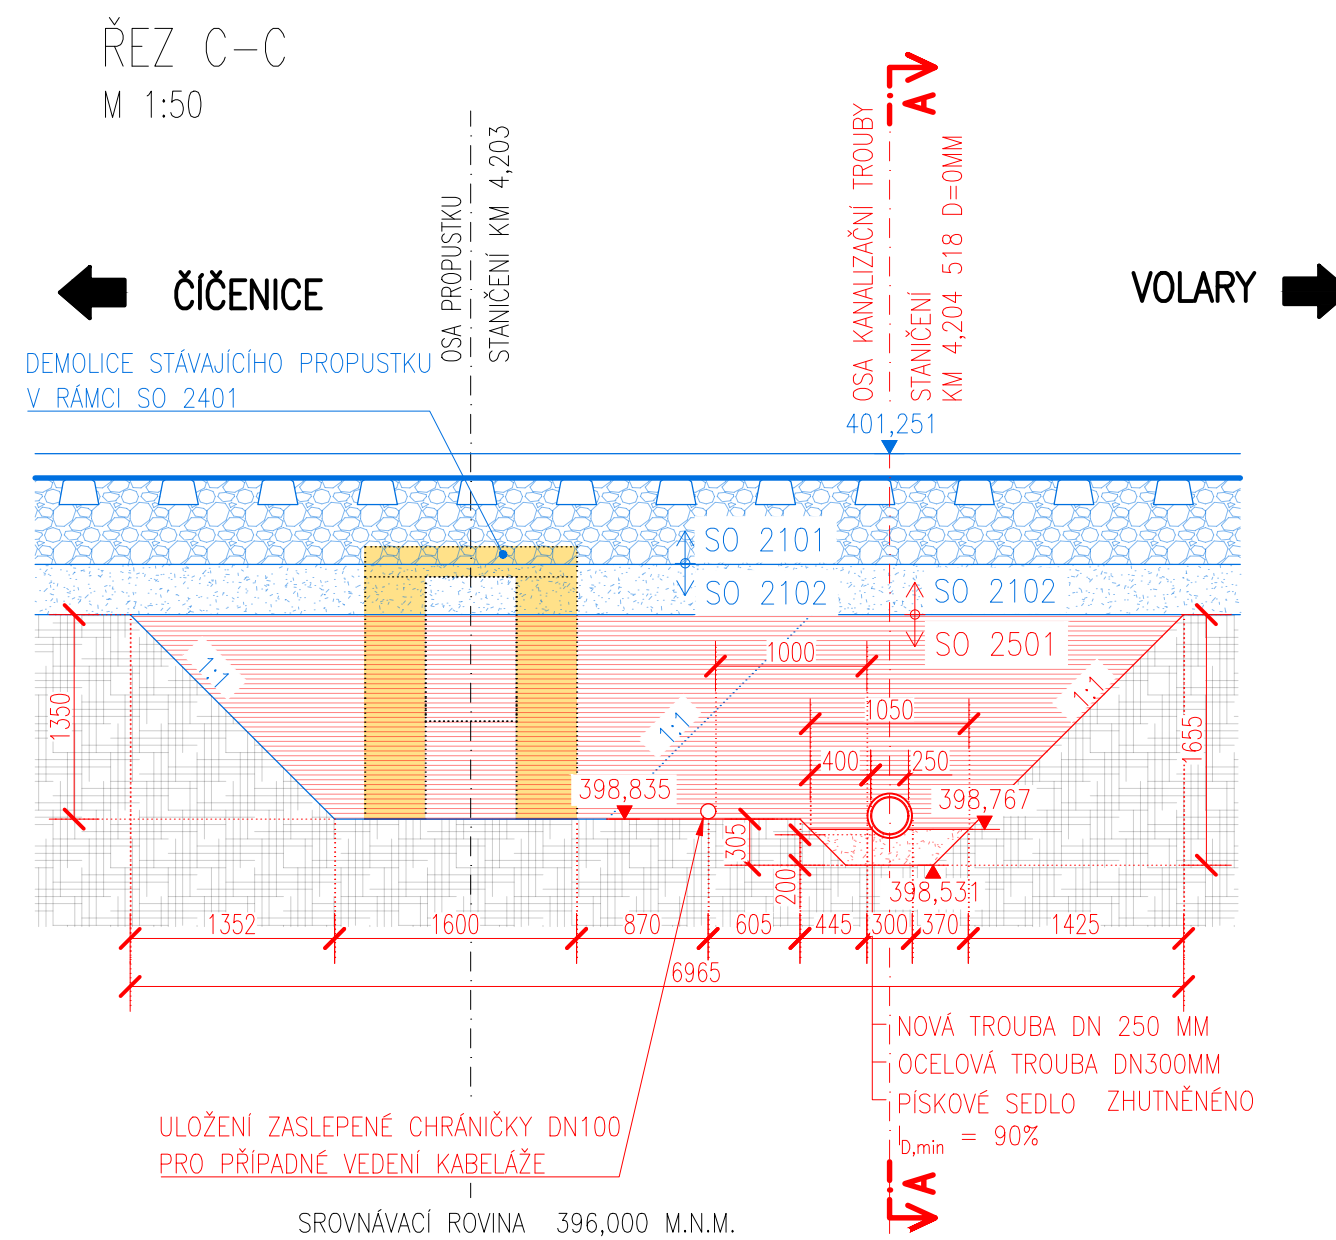 ŘEZ C-C
M 1:50
OSA PROPUSTKU
STANIČENÍ KM 4,203
OSA KANALIZAČNÍ TROUBY
STANIČENÍ
KM 4,204 518 D=0MM
A
ČÍČENICE
VOLARY
DEMOLICE STÁVAJÍCÍHO PROPUSTKU
V RÁMCI SO 2401
401,251
SO 2101
SO 2102
SO 2102
SO 2501
1:1
1:1
1:1
1000
1050
400
250
1350
1655
398,835
398,767
305
200
398,531
1352
1600
870
605
445
300
370
1425
6965
NOVÁ TROUBA DN 250 MM
OCELOVÁ TROUBA DN300MM
PÍSKOVÉ SEDLO ZHUTNĚNÉNO
ID,min = 90%
ULOŽENÍ ZASLEPENÉ CHRÁNIČKY DN100
PRO PŘÍPADNÉ VEDENÍ KABELÁŽE
A
SROVNÁVACÍ ROVINA 396,000 M.N.M.